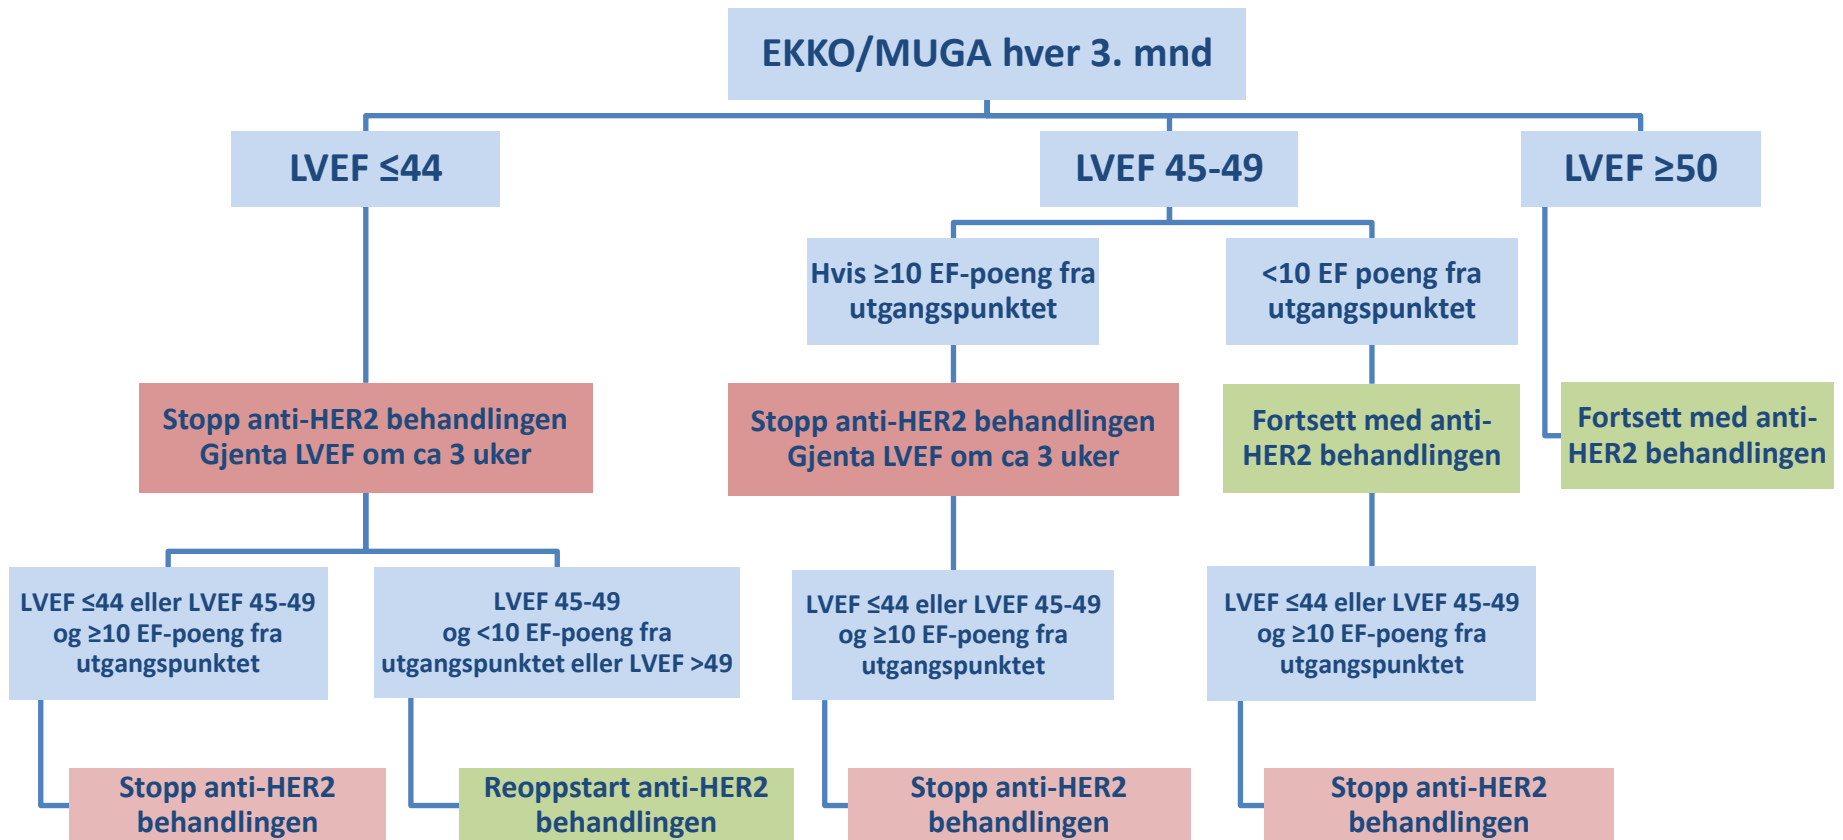 EKKO/MUGA hver 3. mnd
LVEF ≤44
LVEF 45-49
LVEF ≥50
Hvis ≥10 EF-poeng fra
utgangspunktet
<10 EF poeng fra
utgangspunktet
Stopp anti-HER2 behandlingen
Gjenta LVEF om ca 3 uker
Stopp anti-HER2 behandlingen
Gjenta LVEF om ca 3 uker
Fortsett med anti-
HER2 behandlingen
Fortsett med anti-
HER2 behandlingen
LVEF ≤44 eller LVEF 45-49
og ≥10 EF-poeng fra
utgangspunktet
LVEF 45-49
og <10 EF-poeng fra
utgangspunktet eller LVEF >49
LVEF ≤44 eller LVEF 45-49
og ≥10 EF-poeng fra
utgangspunktet
LVEF ≤44 eller LVEF 45-49
og ≥10 EF-poeng fra
utgangspunktet
Stopp anti-HER2
behandlingen
Reoppstart anti-HER2
behandlingen
Stopp anti-HER2
behandlingen
Stopp anti-HER2
behandlingen